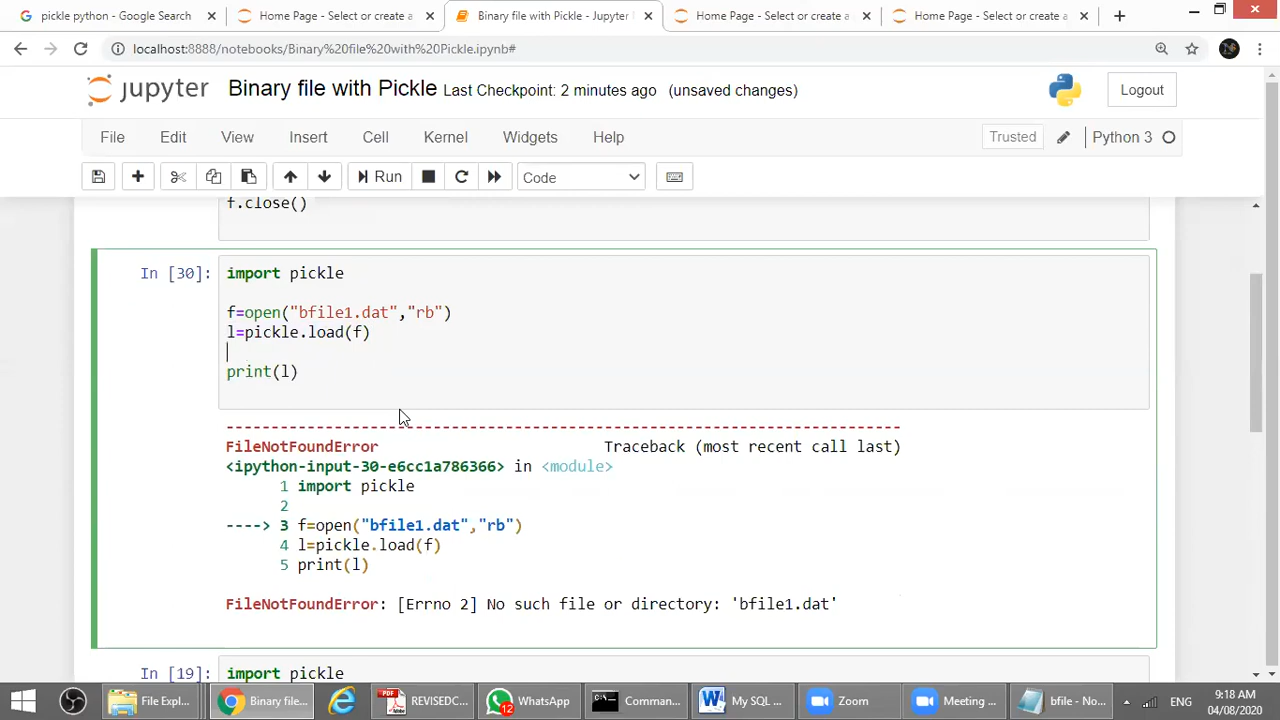 pickle python - Google Search
Home Page - Select or create a
Binary file with Pickle - Jupyter
Home Page - Select or create a
Home Page - Select or create a
localhost:8888/notebooks/Binary%20file%20with%20Pickle.ipynb#
jupyter Binary file with Pickle Last Checkpoint: 2 minutes ago (unsaved changes)
Logout
File Edit View Insert Cell Kernel Widgets Help
Trusted Python 3
Run Code
f.close()
In [30]: import pickle
f=open("bfile1.dat","rb")
l=pickle.load(f)
print(l)
--------------------------------------------------------------------------
FileNotFoundError Traceback (most recent call last)
<ipython-input-30-e6cc1a786366> in <module>
1 import pickle
2
----> 3 f=open("bfile1.dat","rb")
4 l=pickle.load(f)
5 print(l)
FileNotFoundError: [Errno 2] No such file or directory: 'bfile1.dat'
In [19]: import pickle
File Expl...
Binary file...
REVISEDC...
WhatsApp
12
Comman...
My SQL ...
Zoom
Meeting ...
bfile - No...
ENG
9:18 AM
04/08/2020